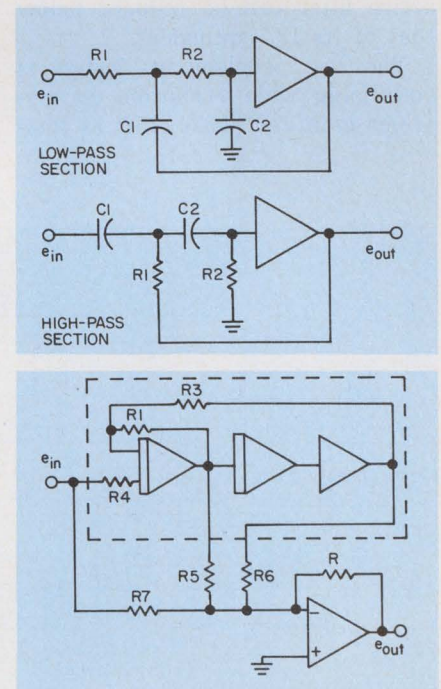 R1 R2
e_in e_out
C1 C2
LOW-PASS
SECTION
C1 C2
e_in e_out
R1 R2
HIGH-PASS
SECTION
R3
R1
e_in
R4
R5 R6 R
R7
−
+ e_out